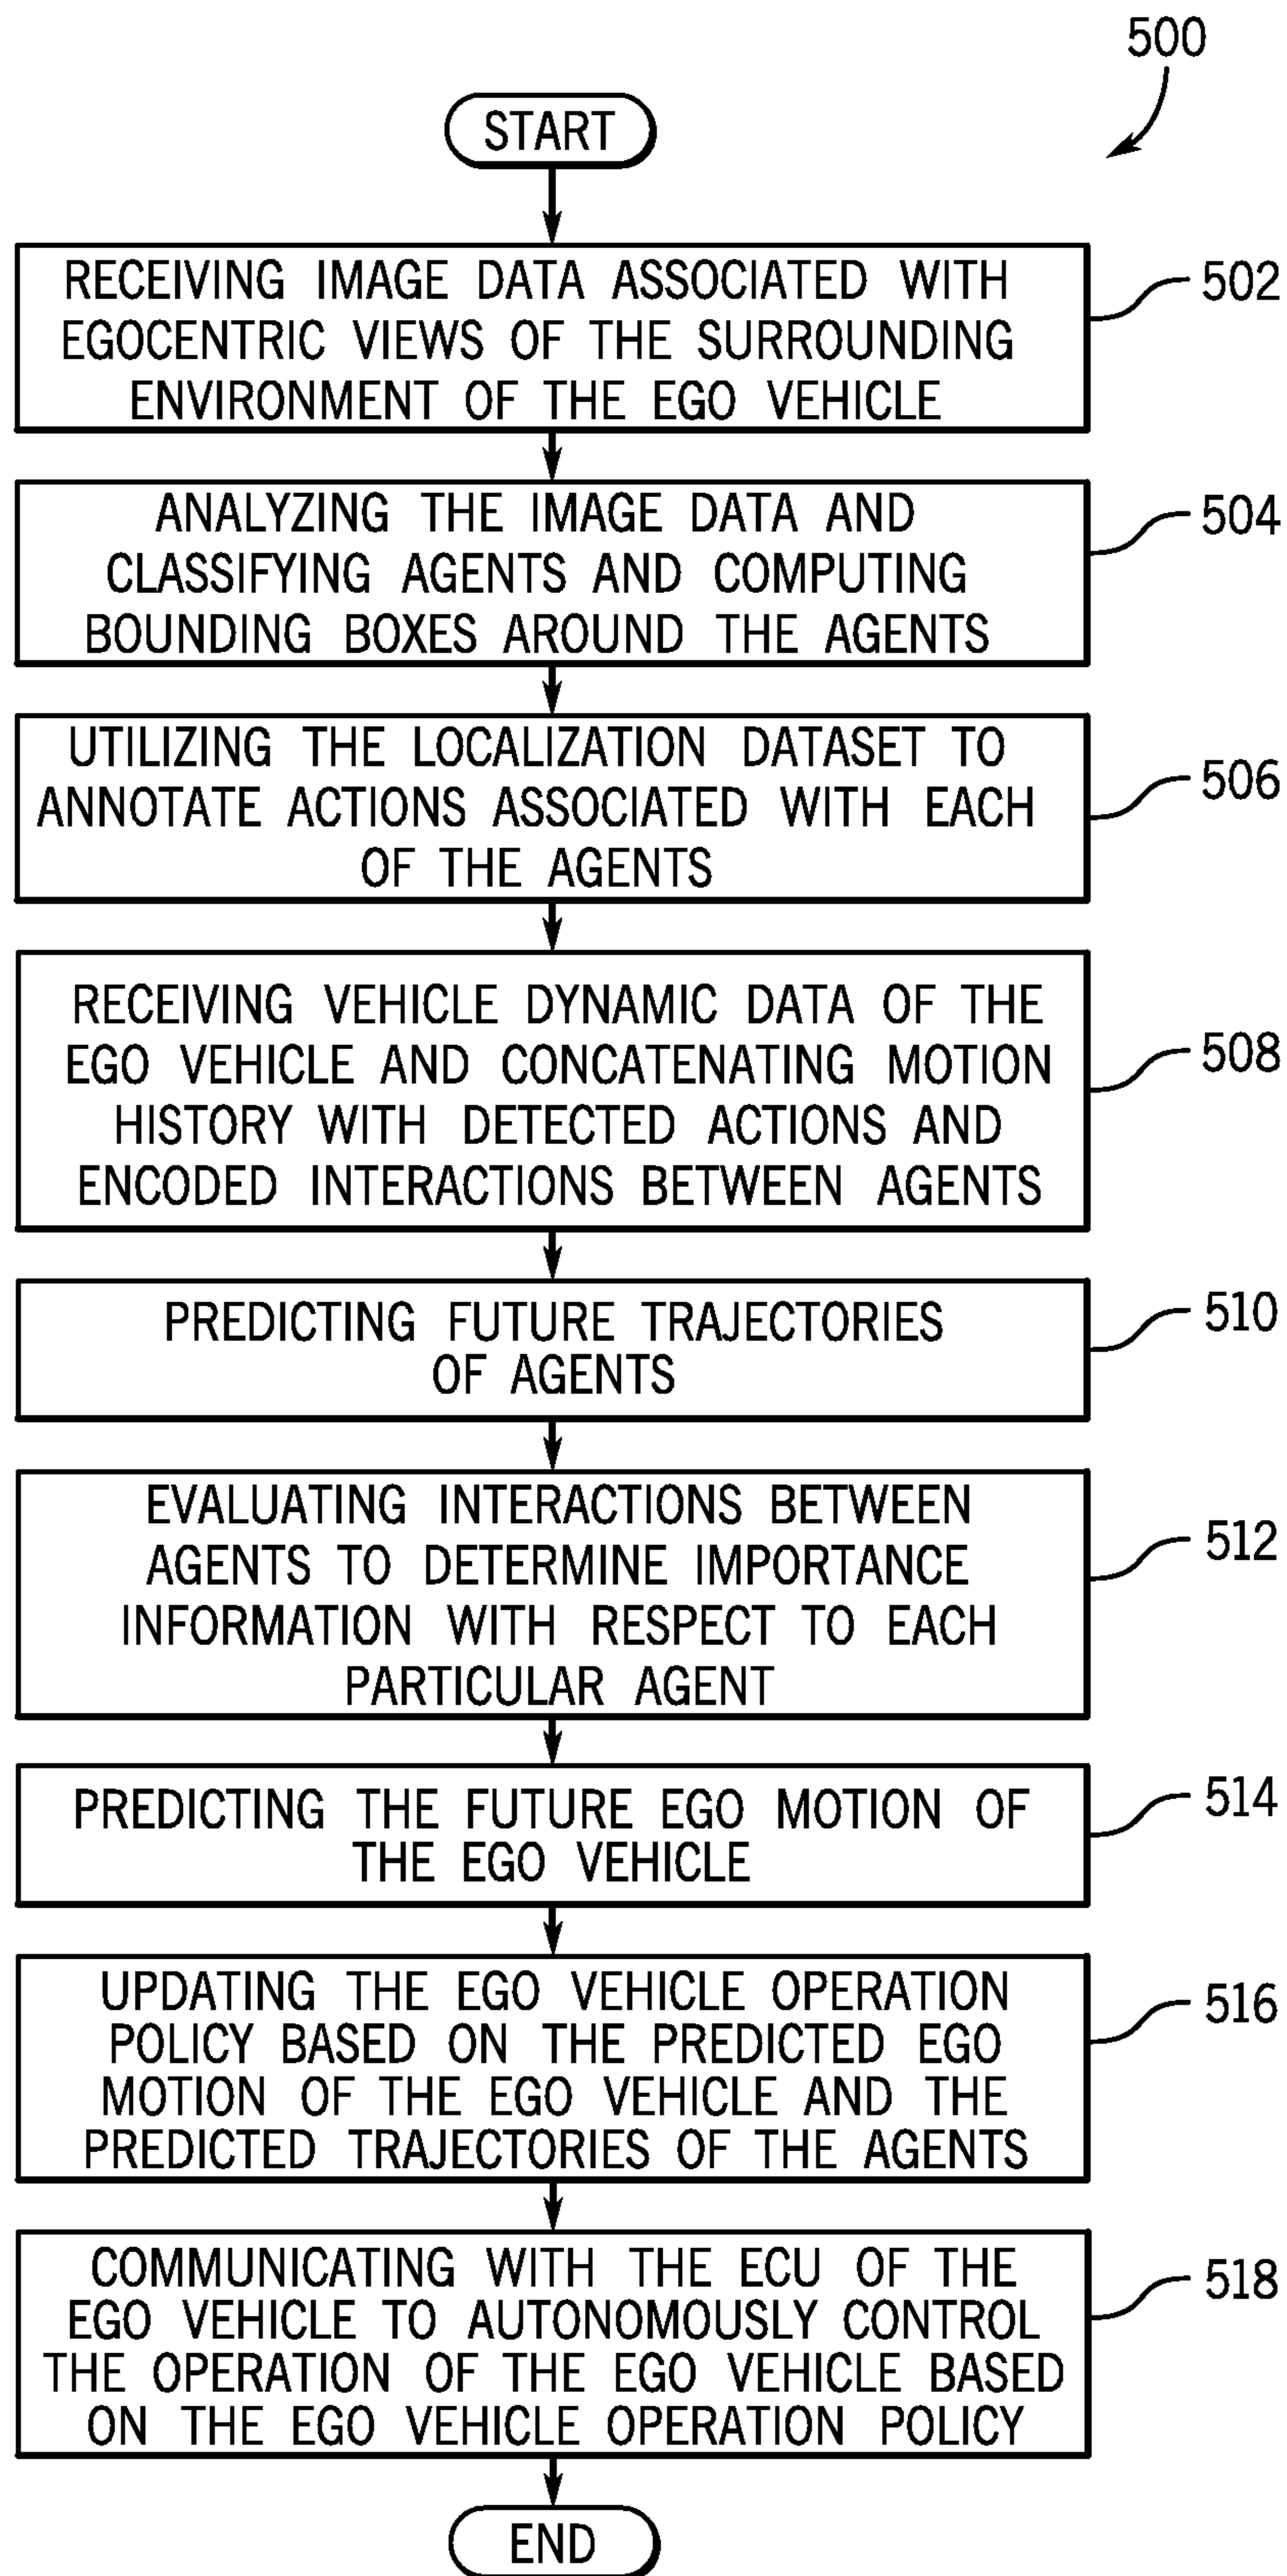 500
START
RECEIVING IMAGE DATA ASSOCIATED WITH
EGOCENTRIC VIEWS OF THE SURROUNDING
ENVIRONMENT OF THE EGO VEHICLE
502
ANALYZING THE IMAGE DATA AND
CLASSIFYING AGENTS AND COMPUTING
BOUNDING BOXES AROUND THE AGENTS
504
UTILIZING THE LOCALIZATION DATASET TO
ANNOTATE ACTIONS ASSOCIATED WITH EACH
OF THE AGENTS
506
RECEIVING VEHICLE DYNAMIC DATA OF THE
EGO VEHICLE AND CONCATENATING MOTION
HISTORY WITH DETECTED ACTIONS AND
ENCODED INTERACTIONS BETWEEN AGENTS
508
PREDICTING FUTURE TRAJECTORIES
OF AGENTS
510
EVALUATING INTERACTIONS BETWEEN
AGENTS TO DETERMINE IMPORTANCE
INFORMATION WITH RESPECT TO EACH
PARTICULAR AGENT
512
PREDICTING THE FUTURE EGO MOTION OF
THE EGO VEHICLE
514
UPDATING THE EGO VEHICLE OPERATION
POLICY BASED ON THE PREDICTED EGO
MOTION OF THE EGO VEHICLE AND THE
PREDICTED TRAJECTORIES OF THE AGENTS
516
COMMUNICATING WITH THE ECU OF THE
EGO VEHICLE TO AUTONOMOUSLY CONTROL
THE OPERATION OF THE EGO VEHICLE BASED
ON THE EGO VEHICLE OPERATION POLICY
518
END